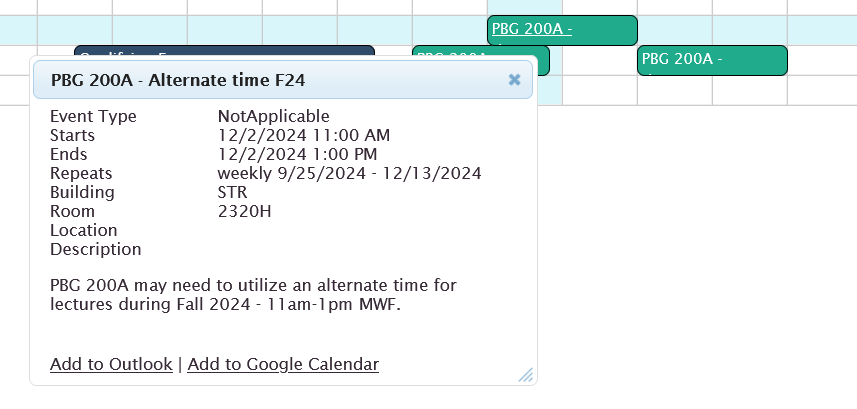 PBG 200A -
PBG 200A -
PBG 200A - Alternate time F24
Event Type NotApplicable
Starts 12/2/2024 11:00 AM
Ends 12/2/2024 1:00 PM
Repeats weekly 9/25/2024 - 12/13/2024
Building STR
Room 2320H
Location
Description
PBG 200A may need to utilize an alternate time for
lectures during Fall 2024 - 11am-1pm MWF.
Add to Outlook | Add to Google Calendar